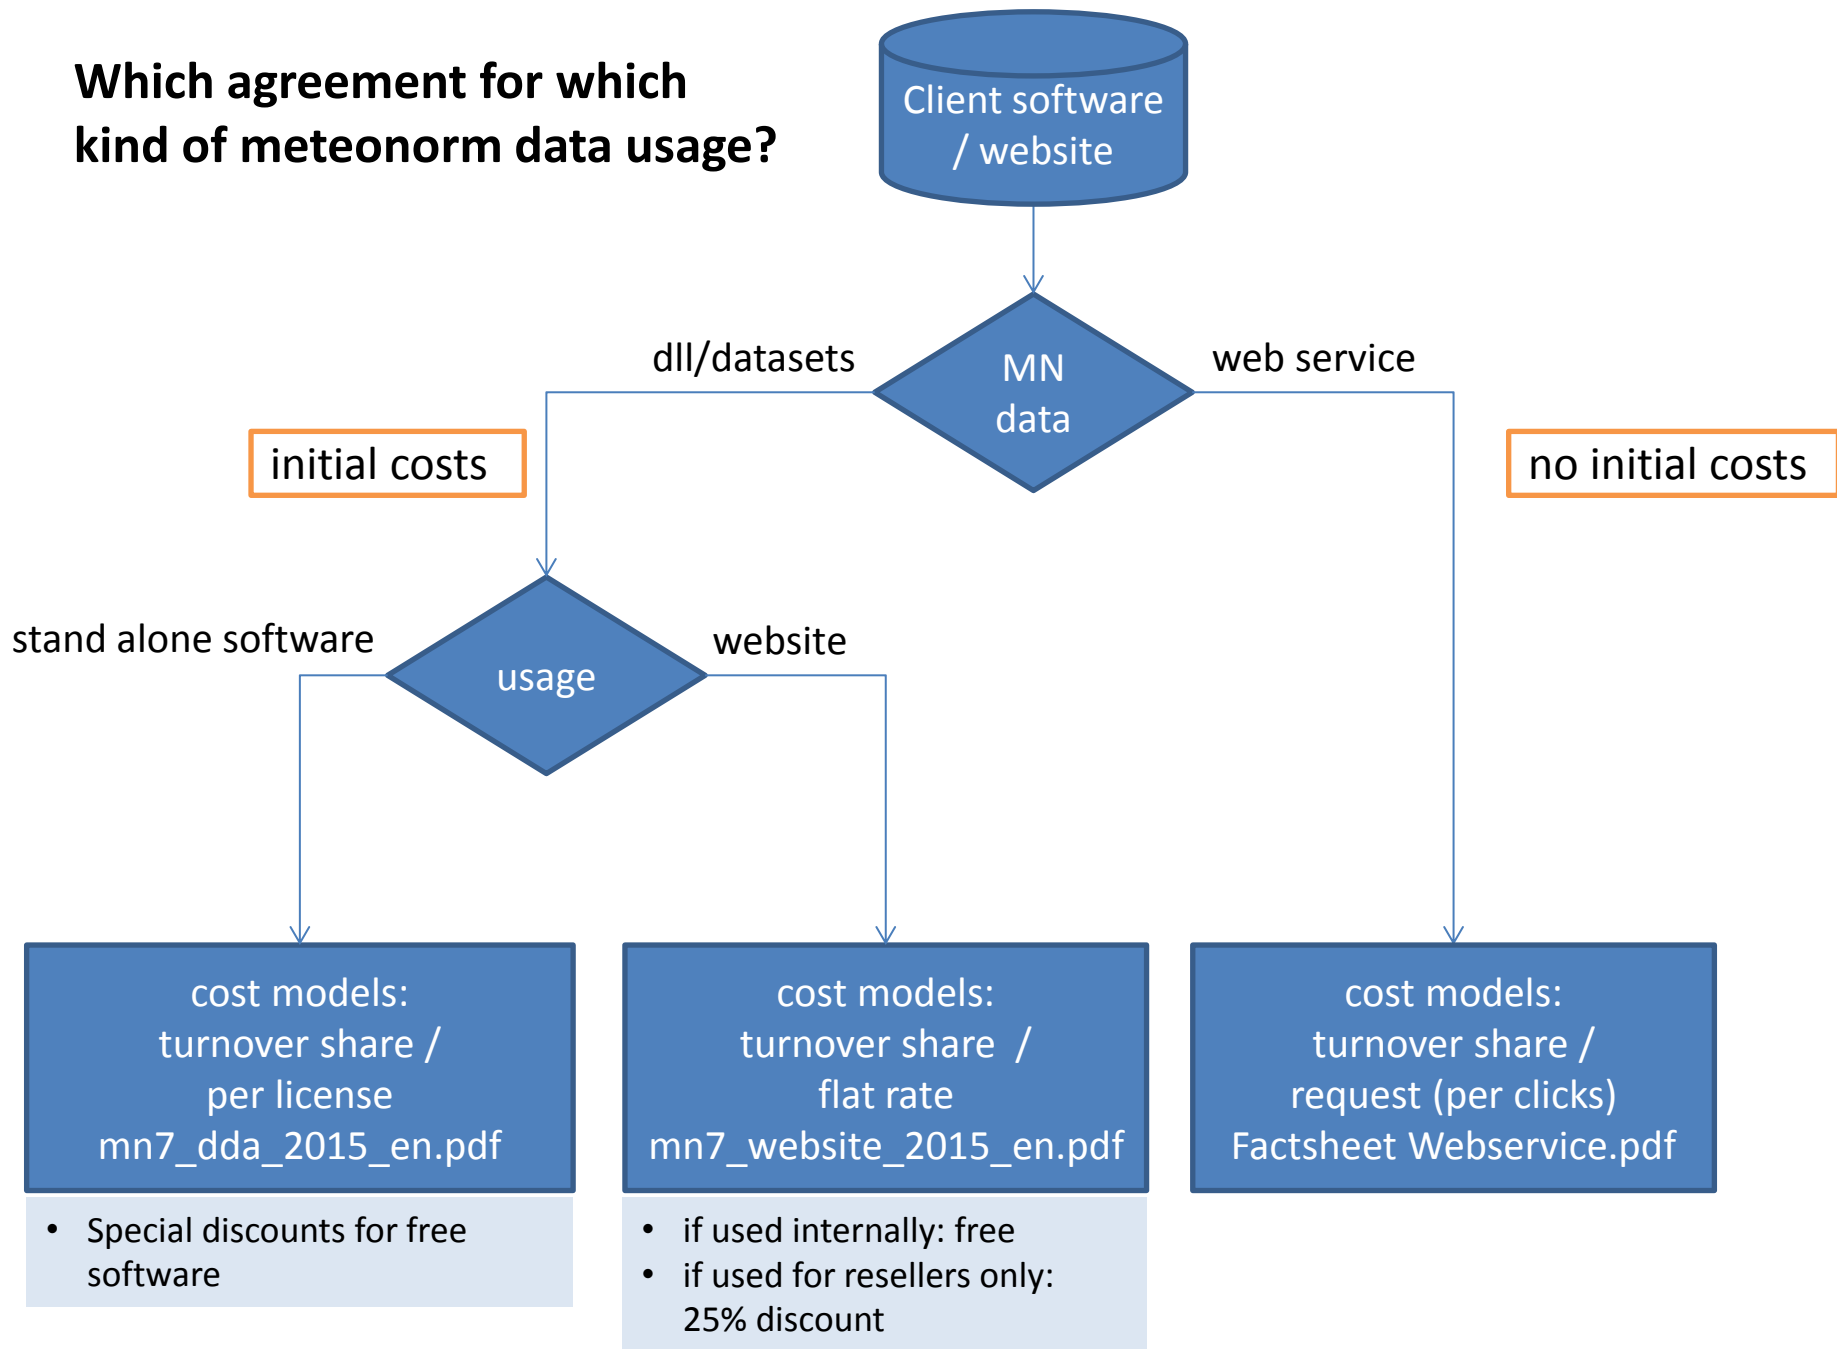 Which agreement for which
kind of meteonorm data usage?
Client software
/ website
dll/datasets
MN
data
web service
initial costs
no initial costs
stand alone software
usage
website
cost models:
turnover share /
per license
mn7_dda_2015_en.pdf
• Special discounts for free
software
cost models:
turnover share /
flat rate
mn7_website_2015_en.pdf
• if used internally: free
• if used for resellers only:
25% discount
cost models:
turnover share /
request (per clicks)
Factsheet Webservice.pdf